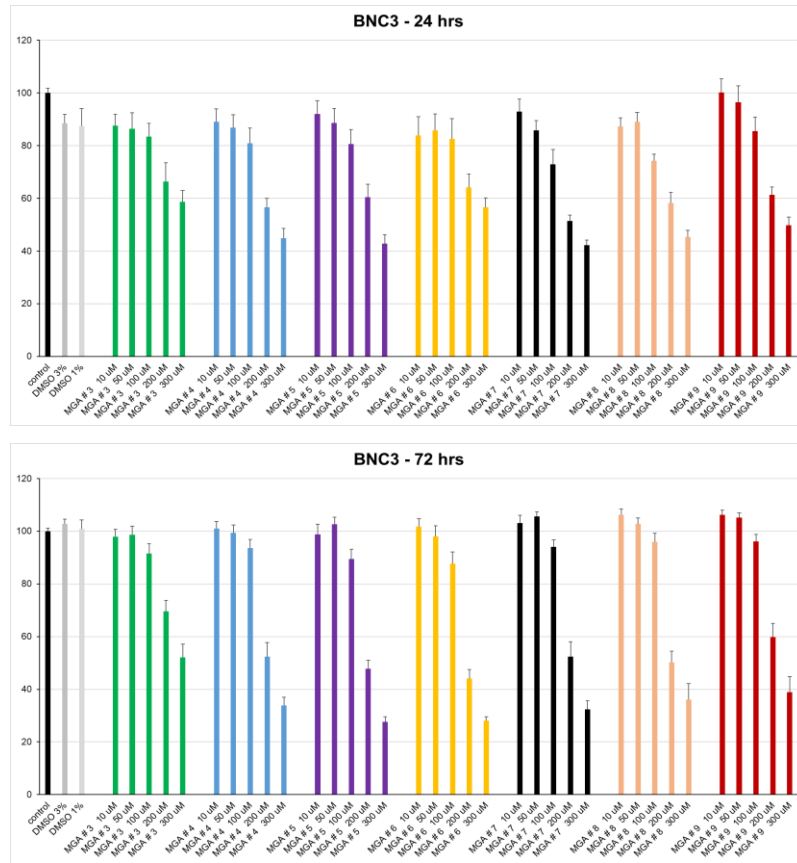 BNC3 - 24 hrs
120
100
80
60
40
20
0
control
DMSO 3%
DMSO 1%
MGA # 3 10 uM
MGA # 3 50 uM
MGA # 3 100 uM
MGA # 3 200 uM
MGA # 3 300 uM
MGA # 4 10 uM
MGA # 4 50 uM
MGA # 4 100 uM
MGA # 4 200 uM
MGA # 4 300 uM
MGA # 5 10 uM
MGA # 5 50 uM
MGA # 5 100 uM
MGA # 5 200 uM
MGA # 5 300 uM
MGA # 6 10 uM
MGA # 6 50 uM
MGA # 6 100 uM
MGA # 6 200 uM
MGA # 6 300 uM
MGA # 7 10 uM
MGA # 7 50 uM
MGA # 7 100 uM
MGA # 7 200 uM
MGA # 7 300 uM
MGA # 8 10 uM
MGA # 8 50 uM
MGA # 8 100 uM
MGA # 8 200 uM
MGA # 8 300 uM
MGA # 9 10 uM
MGA # 9 50 uM
MGA # 9 100 uM
MGA # 9 200 uM
MGA # 9 300 uM
BNC3 - 72 hrs
120
100
80
60
40
20
0
control
DMSO 3%
DMSO 1%
MGA # 3 10 uM
MGA # 3 50 uM
MGA # 3 100 uM
MGA # 3 200 uM
MGA # 3 300 uM
MGA # 4 10 uM
MGA # 4 50 uM
MGA # 4 100 uM
MGA # 4 200 uM
MGA # 4 300 uM
MGA # 5 10 uM
MGA # 5 50 uM
MGA # 5 100 uM
MGA # 5 200 uM
MGA # 5 300 uM
MGA # 6 10 uM
MGA # 6 50 uM
MGA # 6 100 uM
MGA # 6 200 uM
MGA # 6 300 uM
MGA # 7 10 uM
MGA # 7 50 uM
MGA # 7 100 uM
MGA # 7 200 uM
MGA # 7 300 uM
MGA # 8 10 uM
MGA # 8 50 uM
MGA # 8 100 uM
MGA # 8 200 uM
MGA # 8 300 uM
MGA # 9 10 uM
MGA # 9 50 uM
MGA # 9 100 uM
MGA # 9 200 uM
MGA # 9 300 uM